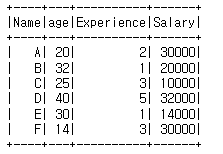 +----+---+----------+------+
|Name|age|Experience|Salary|
+----+---+----------+------+
|   A| 20|         2| 30000|
|   B| 32|         1| 20000|
|   C| 25|         3| 10000|
|   D| 40|         5| 32000|
|   E| 30|         1| 14000|
|   F| 14|         3| 30000|
+----+---+----------+------+